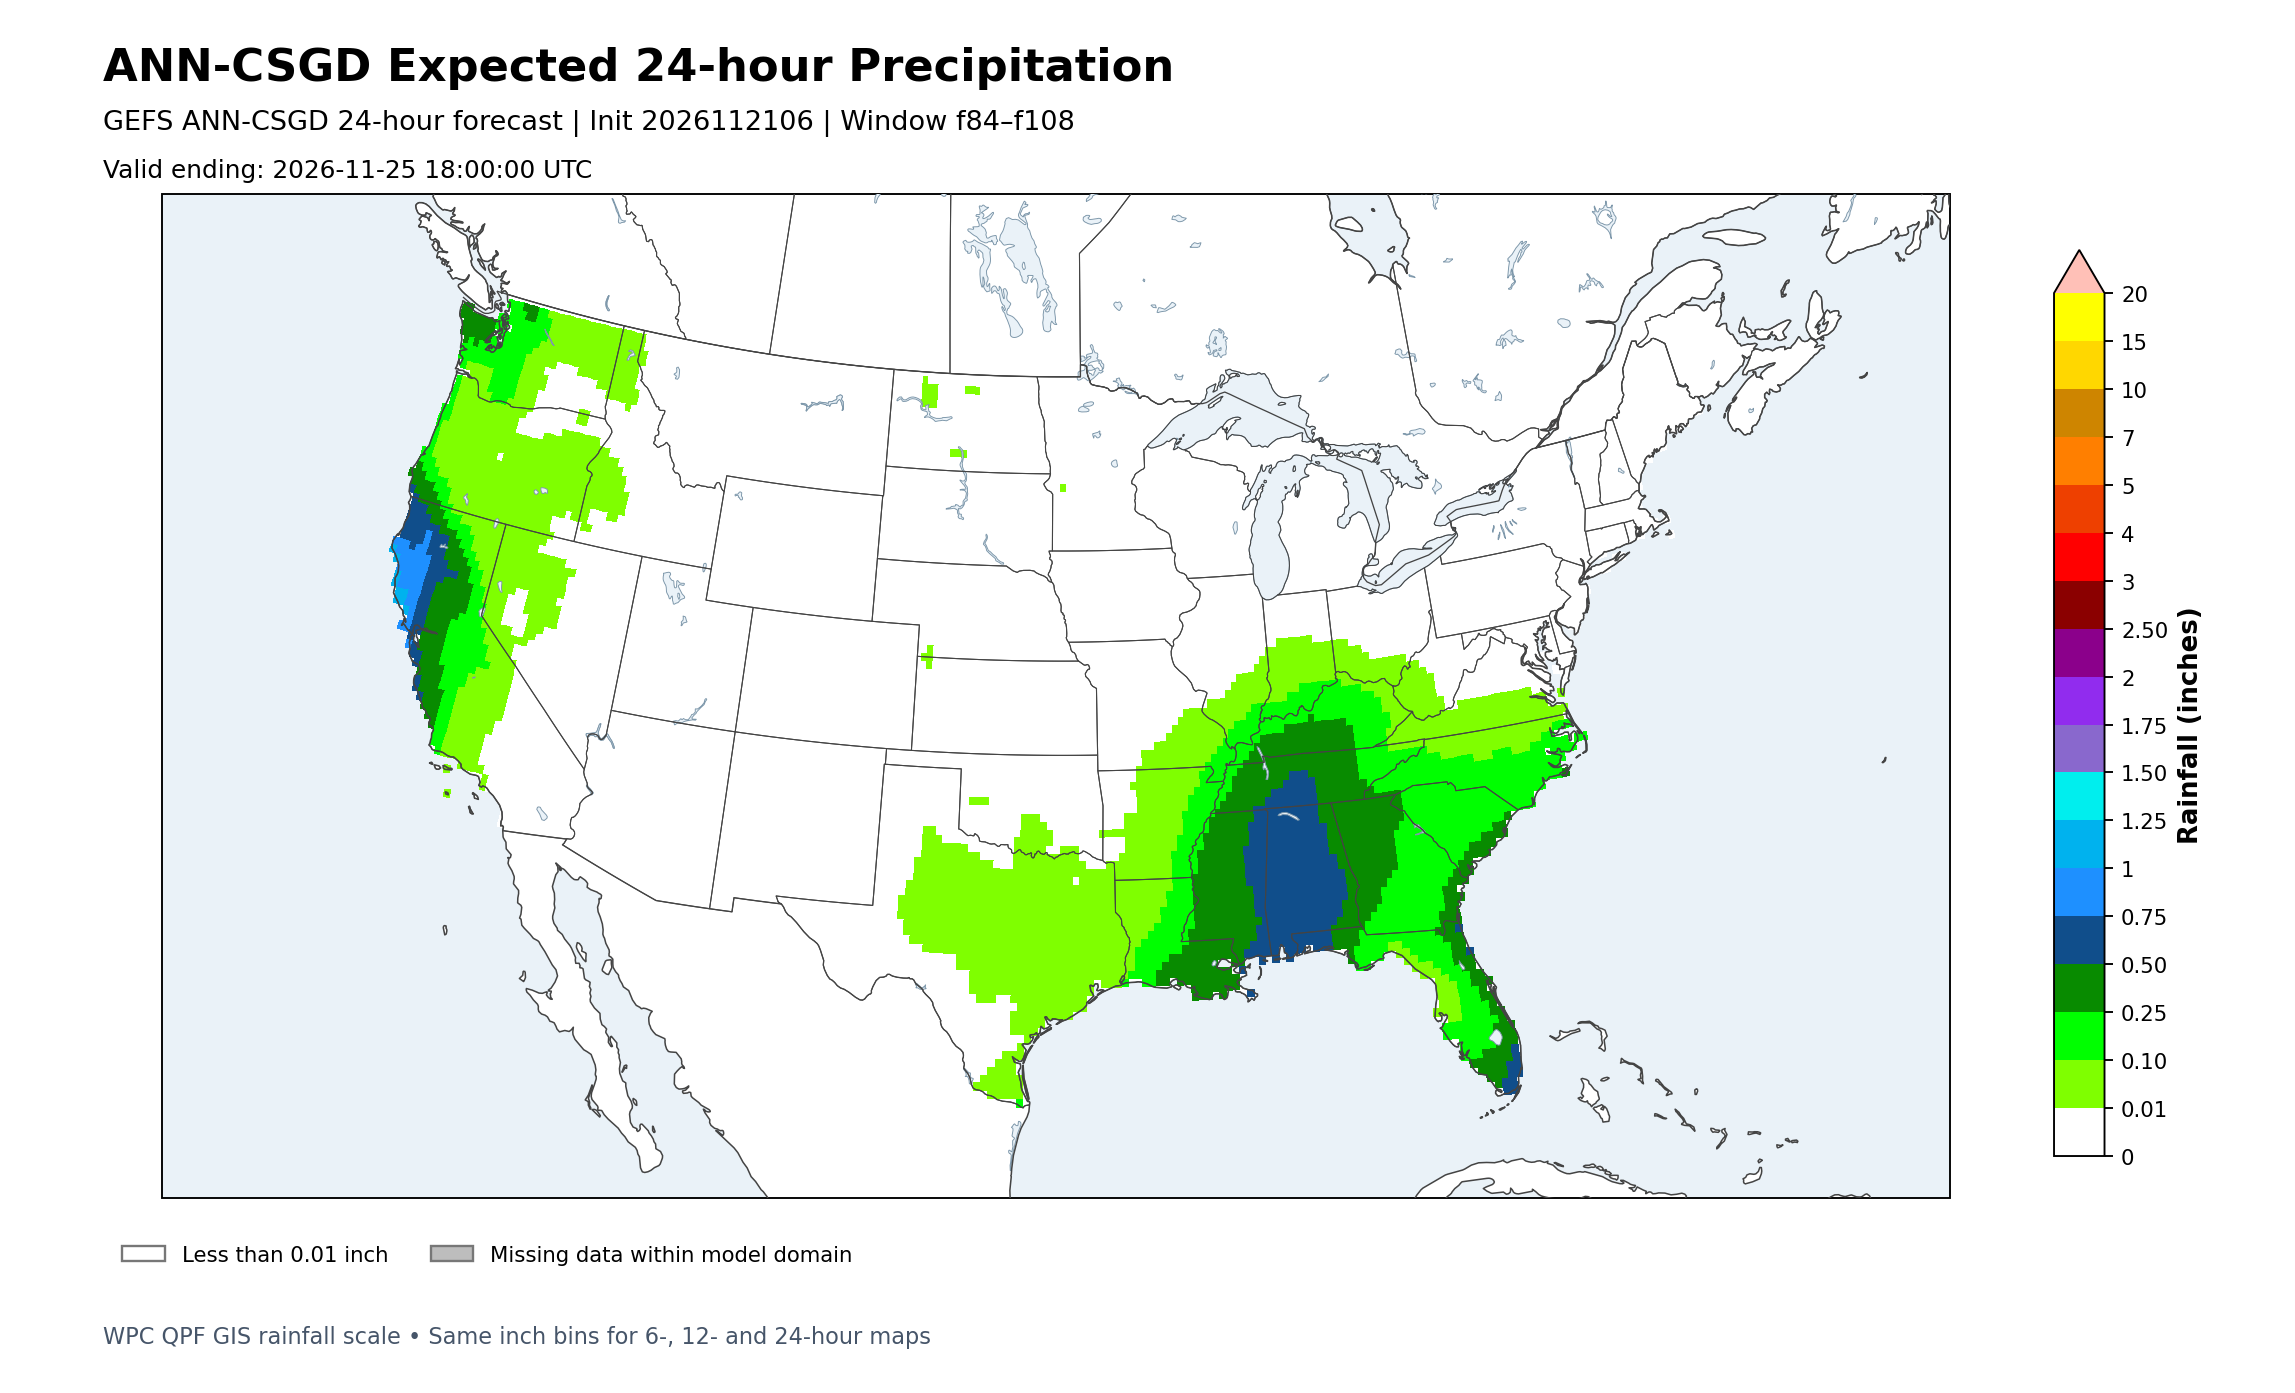 ANN-CSGD Expected 24-hour Precipitation
GEFS ANN-CSGD 24-hour forecast | Init 2026112106 | Window f84–f108
Valid ending: 2026-11-25 18:00:00 UTC
20
15
10
7
5
4
3
2.50
2
1.75
1.50
1.25
1
0.75
0.50
0.25
0.10
0.01
0
Rainfall (inches)
Less than 0.01 inch
Missing data within model domain
WPC QPF GIS rainfall scale • Same inch bins for 6-, 12- and 24-hour maps